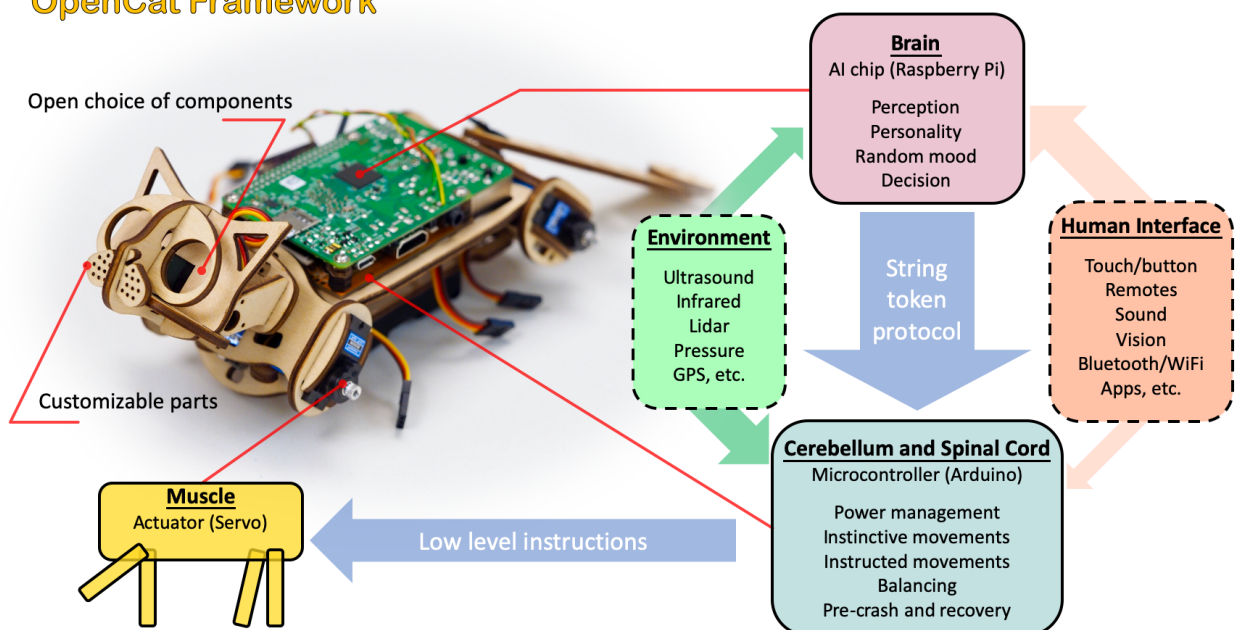 OpenCat Framework
Open choice of components
Customizable parts
Brain
AI chip (Raspberry Pi)
Perception
Personality
Random mood
Decision
Environment
Ultrasound
Infrared
Lidar
Pressure
GPS, etc.
String
token
protocol
Human Interface
Touch/button
Remotes
Sound
Vision
Bluetooth/WiFi
Apps, etc.
Cerebellum and Spinal Cord
Microcontroller (Arduino)
Power management
Instinctive movements
Instructed movements
Balancing
Pre-crash and recovery
Low level instructions
Muscle
Actuator (Servo)